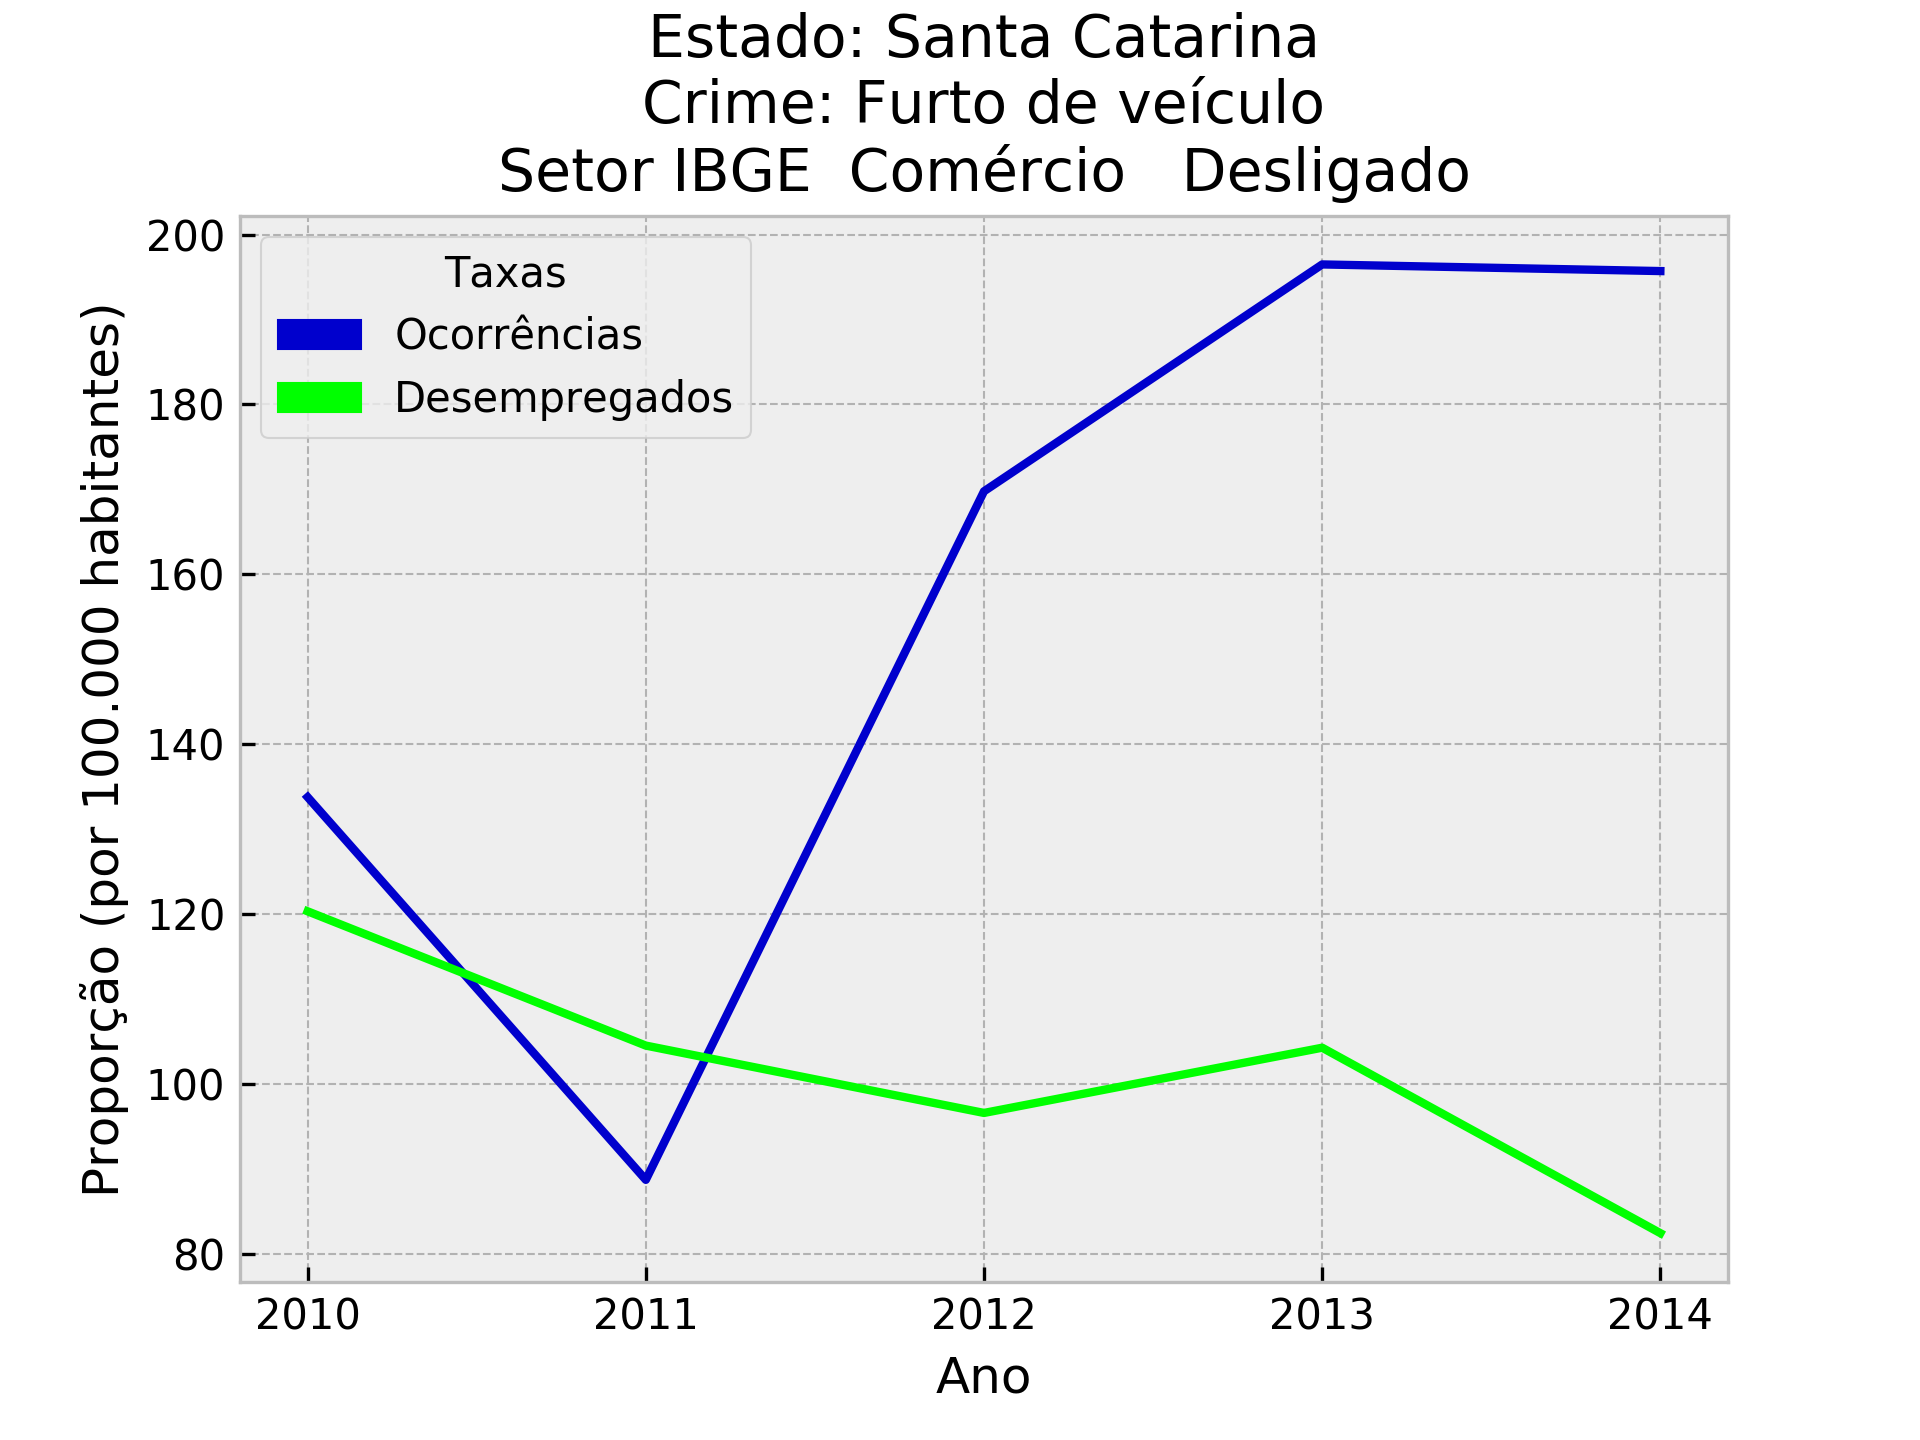 Estado: Santa Catarina
Crime: Furto de veículo
Setor IBGE  Comércio   Desligado
Proporção (por 100.000 habitantes)
200
180
160
140
120
100
80
Taxas
Ocorrências
Desempregados
2010 2011 2012 2013 2014
Ano